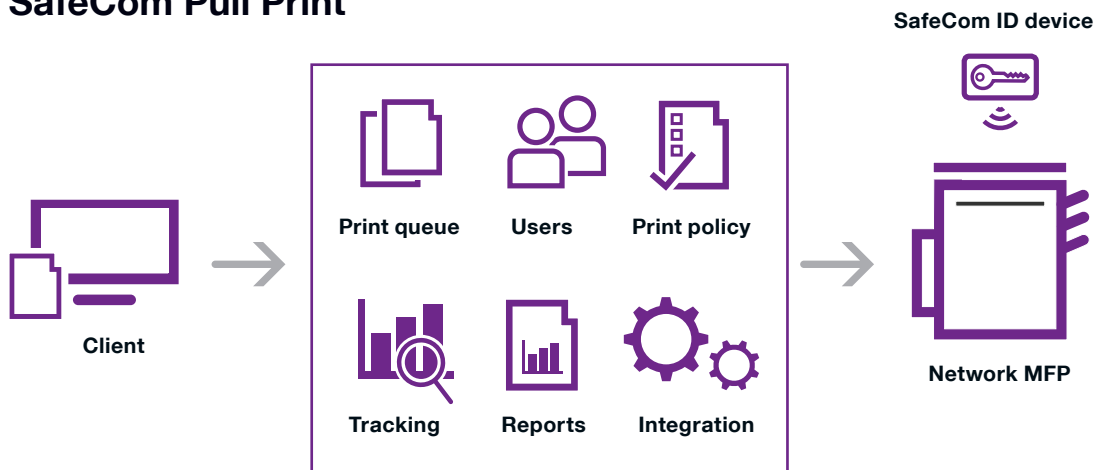 SafeCom Pull Print
SafeCom ID device
Print queue
Users
Print policy
Client
Network MFP
Tracking
Reports
Integration